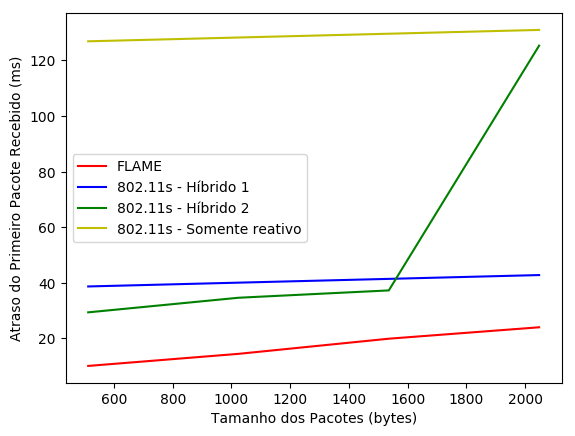 120
100
80
60
40
20
Atraso do Primeiro Pacote Recebido (ms)
FLAME
802.11s - Híbrido 1
802.11s - Híbrido 2
802.11s - Somente reativo
600 800 1000 1200 1400 1600 1800 2000
Tamanho dos Pacotes (bytes)